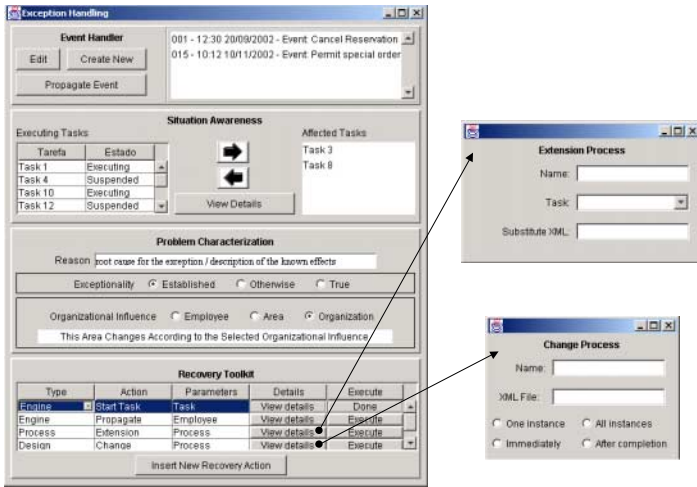 Exception Handling
Event Handler
Edit
Create New
Propagate Event
001 - 12:30 20/09/2002 - Event: Cancel Reservation
015 - 10:12 10/11/2002 - Event: Permit special order
Situation Awareness
Executing Tasks
Affected Tasks
Tarefa Estado
Task 1 Executing
Task 4 Suspended
Task 10 Executing
Task 12 Suspended
View Details
Task 3
Task 8
Problem Characterization
Reason root cause for the exception / description of the known effects
Exceptionality Established Otherwise True
Organizational Influence Employee Area Organization
This Area Changes According to the Selected Organizational Influence
Recovery Toolkit
Type Action Parameters Details Execute
Engine Start Task Task View details Done
Engine Propagate Employee View details Execute
Process Extension Process View details Execute
Design Change Process View details Execute
Insert New Recovery Action
Extension Process
Name:
Task:
Substitute XML:
Change Process
Name:
XML File:
One instance All instances
Immediately After completion